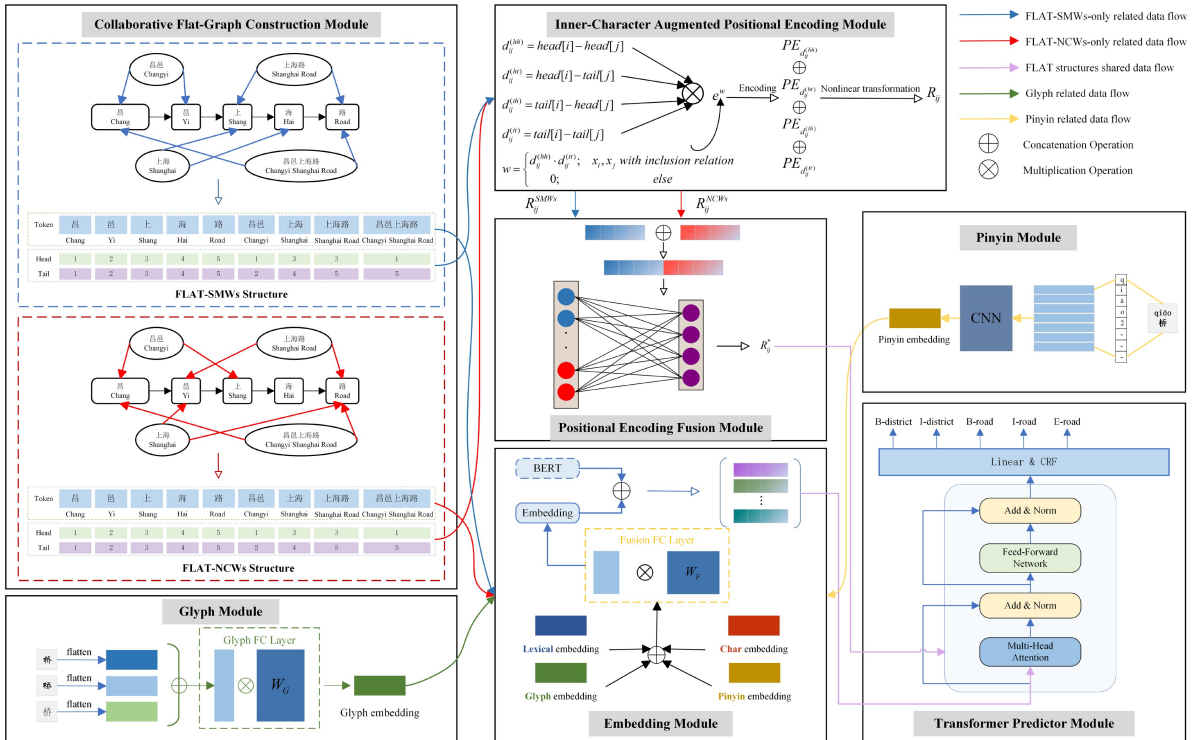 Collaborative Flat-Graph Construction Module
昌邑
Changyi
上海路
Shanghai Road
昌
Chang
邑
Yi
上
Shang
海
Hai
路
Road
上海
Shanghai
昌邑上海路
Changyi Shanghai Road
Token 昌 邑 上 海 路 昌邑 上海 上海路 昌邑上海路
Chang Yi Shang Hai Road Changyi Shanghai Shanghai Road Changyi Shanghai Road
Head 1 2 3 4 5 1 3 3 1
Tail 1 2 3 4 5 2 4 5 5
FLAT-SMWs Structure
昌邑
Changyi
上海路
Shanghai Road
昌
Chang
邑
Yi
上
Shang
海
Hai
路
Road
上海
Shanghai
昌邑上海路
Changyi Shanghai Road
Token 昌 邑 上 海 路 昌邑 上海 上海路 昌邑上海路
Chang Yi Shang Hai Road Changyi Shanghai Shanghai Road Changyi Shanghai Road
Head 1 2 3 4 5 1 3 3 1
Tail 1 2 3 4 5 2 4 5 5
FLAT-NCWs Structure
Glyph Module
Glyph FC Layer
flatten
flatten
桥 flatten
W_G
Glyph embedding
Inner-Character Augmented Positional Encoding Module
d_ij^(hh) = head[i] − head[j]
d_ij^(ht) = head[i] − tail[j]
d_ij^(th) = tail[i] − head[j]
d_ij^(tt) = tail[i] − tail[j]
w = { d_ij^(hh) · d_ij^(tt); x_i, x_j with inclusion relation
0; else
e^w
Encoding
PE_d_ij^(hh)
⊕
PE_d_ij^(ht)
⊕
PE_d_ij^(th)
⊕
PE_d_ij^(tt)
Nonlinear transformation
R_ij
R_ij^SMWs
R_ij^NCWs
R_ij^*
Positional Encoding Fusion Module
BERT
Embedding
Fusion FC Layer
W_F
Lexical embedding
Char embedding
Glyph embedding
Pinyin embedding
Embedding Module
FLAT-SMWs-only related data flow
FLAT-NCWs-only related data flow
FLAT structures shared data flow
Glyph related data flow
Pinyin related data flow
Concatenation Operation
Multiplication Operation
Pinyin Module
Pinyin embedding
CNN
q
i
á
o
2
-
-
-
qiáo
桥
B-district I-district B-road I-road E-road
Linear & CRF
Add & Norm
Feed-Forward
Network
Add & Norm
Multi-Head
Attention
Transformer Predictor Module